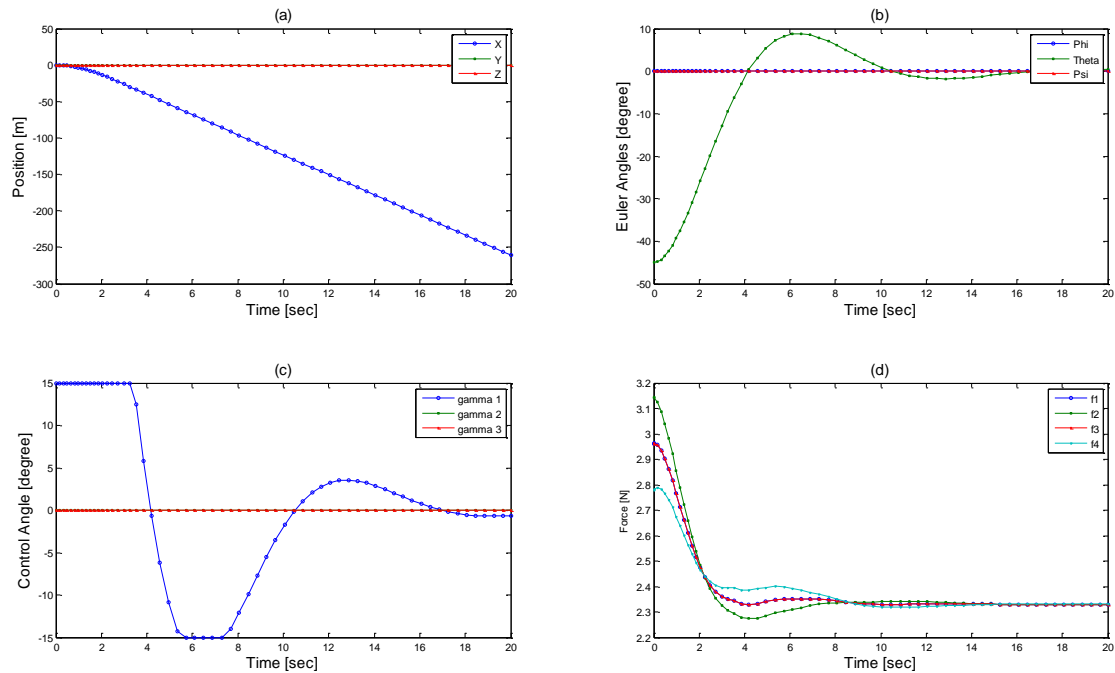 (a)
50
0
-50
-100
-150
-200
-250
-300
Position [m]
X
Y
Z
0 2 4 6 8 10 12 14 16 18 20
Time [sec]
(b)
10
0
-10
-20
-30
-40
-50
Euler Angles [degree]
Phi
Theta
Psi
0 2 4 6 8 10 12 14 16 18 20
Time [sec]
(c)
15
10
5
0
-5
-10
-15
Control Angle [degree]
gamma 1
gamma 2
gamma 3
0 2 4 6 8 10 12 14 16 18 20
Time [sec]
(d)
3.2
3.1
3
2.9
2.8
2.7
2.6
2.5
2.4
2.3
2.2
Force [N]
f1
f2
f3
f4
0 2 4 6 8 10 12 14 16 18 20
Time [sec]